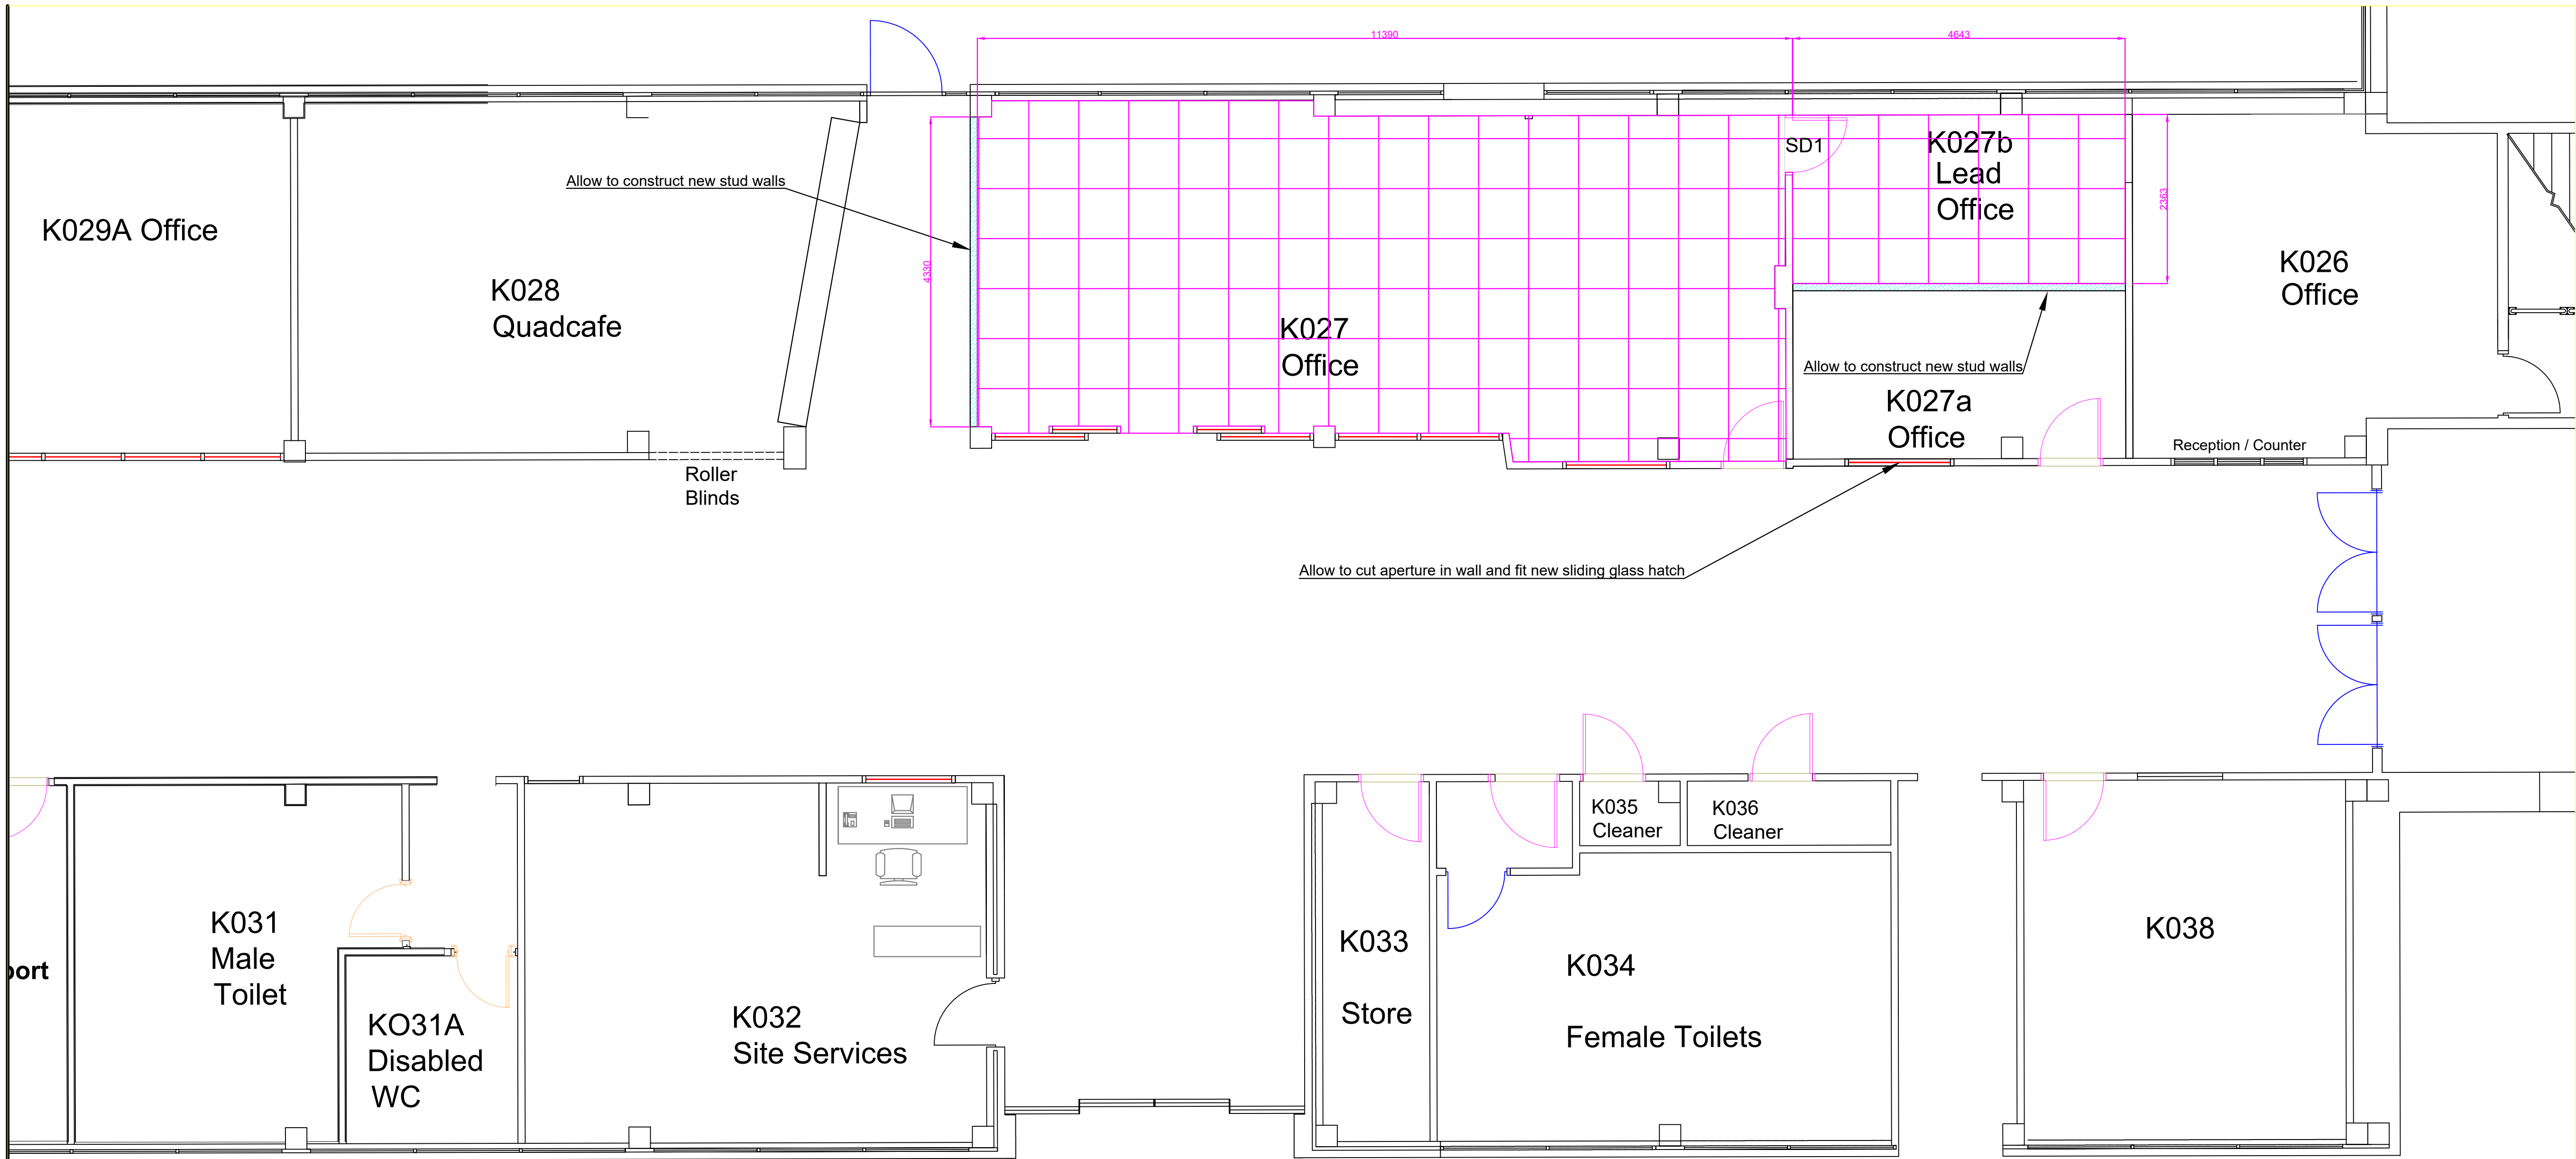 11390
4643
Allow to construct new stud walls
SD1
K027b
Lead
Office
2363
4330
K029A Office
K028
Quadcafe
K027
Office
K026
Office
Allow to construct new stud walls
K027a
Office
Reception / Counter
Roller
Blinds
Allow to cut aperture in wall and fit new sliding glass hatch
port
K031
Male
Toilet
KO31A
Disabled
WC
K032
Site Services
K033
Store
K034
Female Toilets
K035
Cleaner
K036
Cleaner
K038